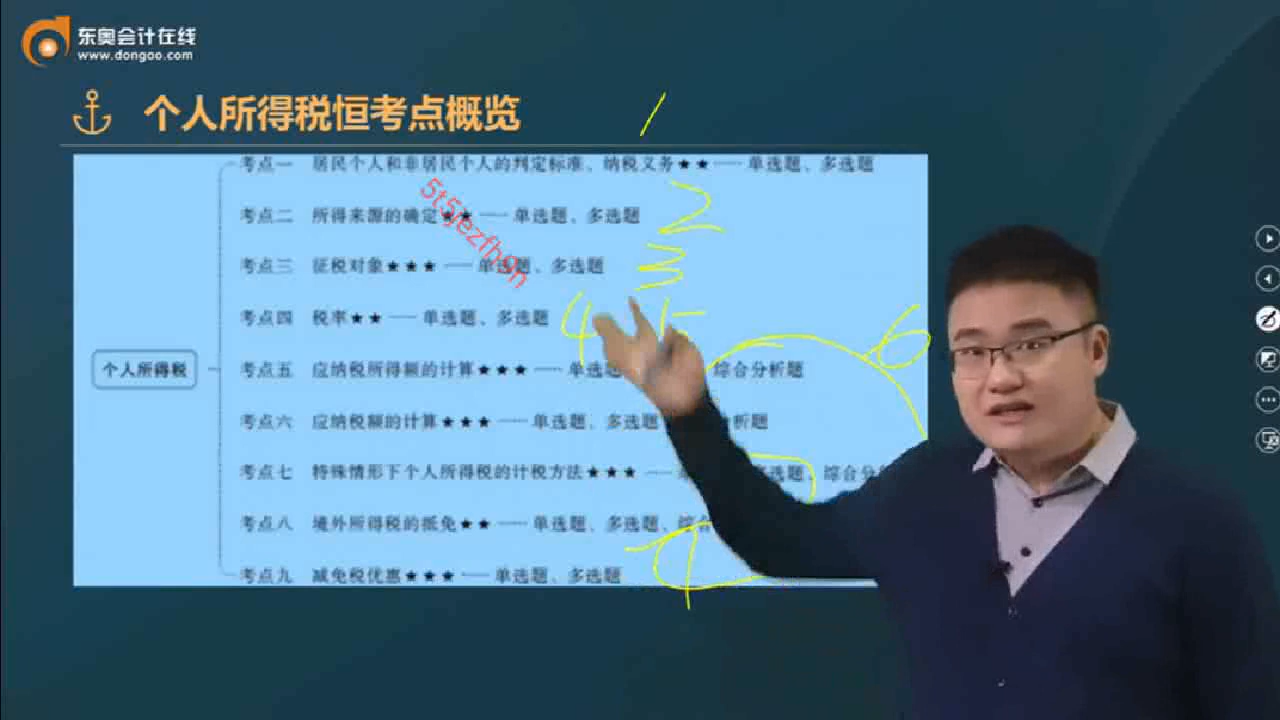 东奥会计在线
www.dongao.com
个人所得税恒考点概览
1
考点一 居民个人和非居民个人的判定标准、纳税义务★★ 单选题、多选题
考点二 所得来源的确定★★ 单选题、多选题
2
考点三 征税对象★★★ 单选题、多选题
3
考点四 税率★★ 单选题、多选题
4
5
6
个人所得税
考点五 应纳税所得额的计算★★★ 单选题 综合分析题
考点六 应纳税额的计算★★★ 单选题、多选题 析题
考点七 特殊情形下个人所得税的计税方法★★★ 选题、综合分
考点八 境外所得税的抵免★★ 单选题、多选题、综合
考点九 减免税优惠★★★ 单选题、多选题
5t5jezfh9n